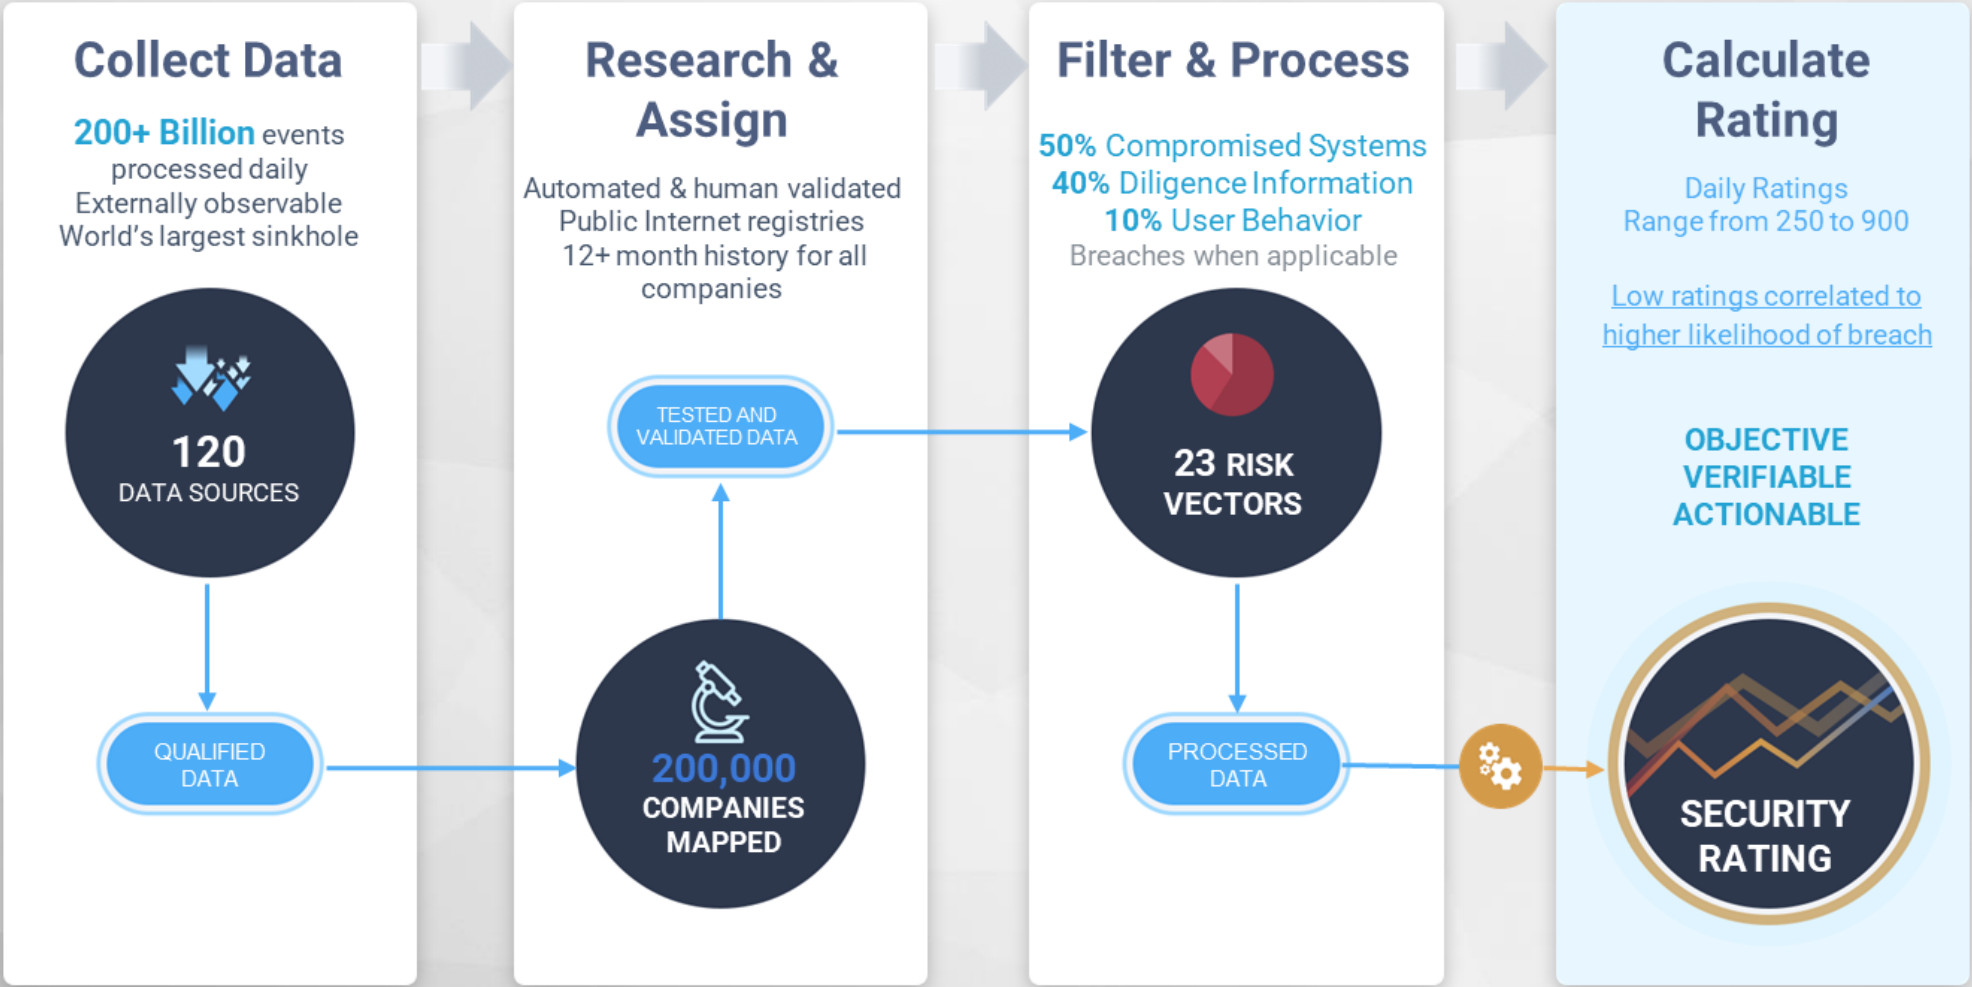 Collect Data
200+ Billion events
processed daily
Externally observable
World's largest sinkhole
120
DATA SOURCES
QUALIFIED
DATA
Research &
Assign
Automated & human validated
Public Internet registries
12+ month history for all
companies
TESTED AND
VALIDATED DATA
200,000
COMPANIES
MAPPED
Filter & Process
50% Compromised Systems
40% Diligence Information
10% User Behavior
Breaches when applicable
23 RISK
VECTORS
PROCESSED
DATA
Calculate
Rating
Daily Ratings
Range from 250 to 900
Low ratings correlated to
higher likelihood of breach
OBJECTIVE
VERIFIABLE
ACTIONABLE
SECURITY
RATING